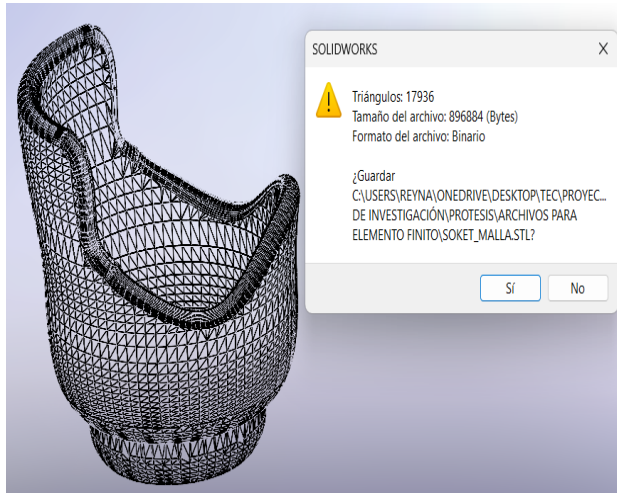 SOLIDWORKS
Triángulos: 17936
Tamaño del archivo: 896884 (Bytes)
Formato del archivo: Binario
¿Guardar
C:\USERS\REYNA\ONEDRIVE\DESKTOP\TEC\PROYEC...
DE INVESTIGACIÓN\PROTESIS\ARCHIVOS PARA
ELEMENTO FINITO\SOKET_MALLA.STL?
Sí
No